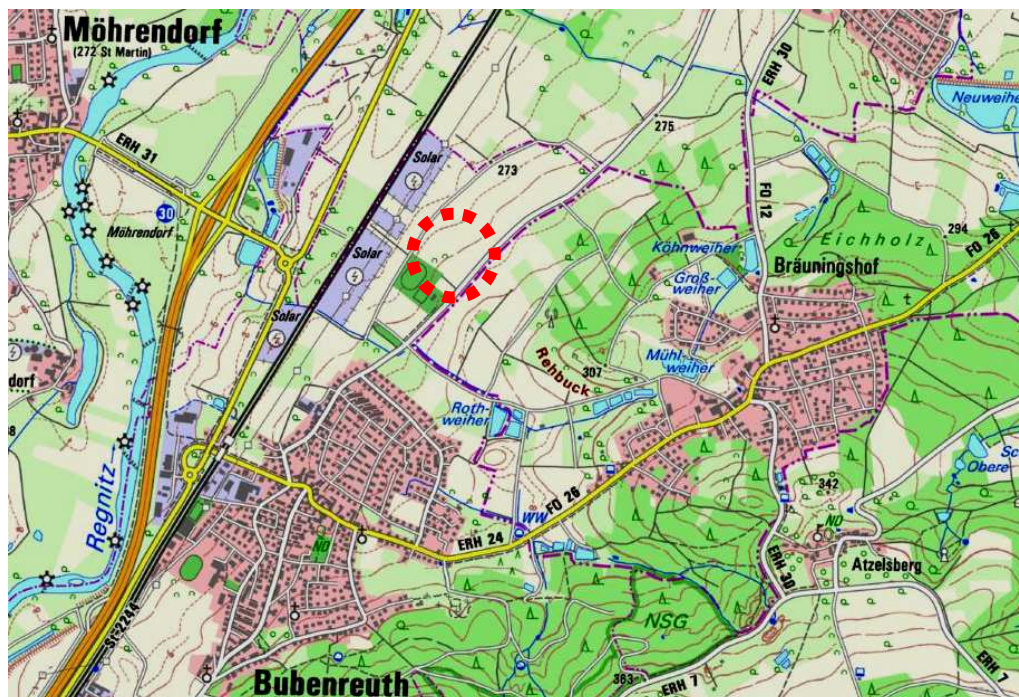 Möhrendorf
(272 St Martin)
ERH 30
Neuweiher
275
ERH 31
Solar
273
FO 12
30
Möhrendorf
294
Eichholz
FO 26
Köhnweiher
Bräuningshof
Solar
Groß-
weiher
Solar
Mühl-
weiher
Rehbuck
307
Roth-
weiher
Regnitz
Obere
342
ND
WW
FO 26
ERH 24
ND
Atzelsberg
ERH 30
St 2244
NSG
Bubenreuth
363
ERH 7